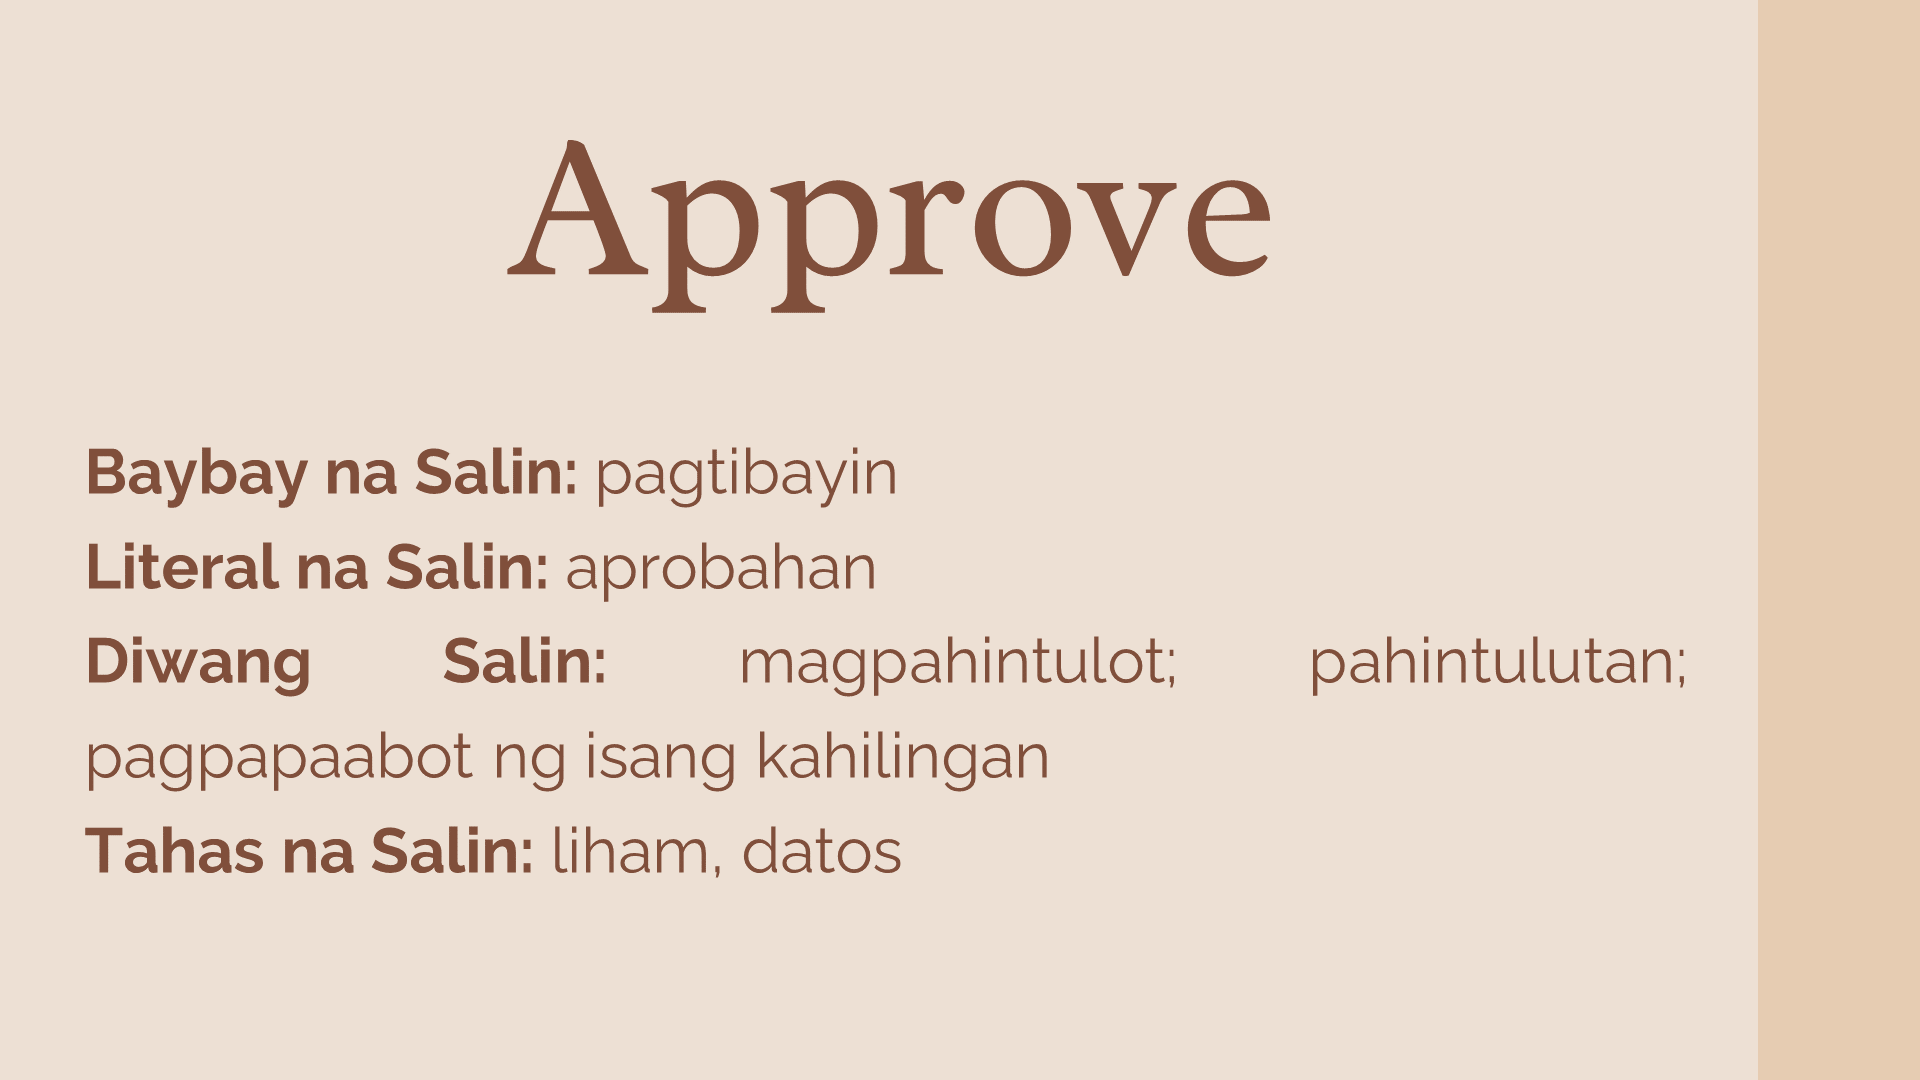 Approve
Baybay na Salin: pagtibayin
Literal na Salin: aprobahan
Diwang Salin: magpahintulot; pahintulutan;
pagpapaabot ng isang kahilingan
Tahas na Salin: liham, datos